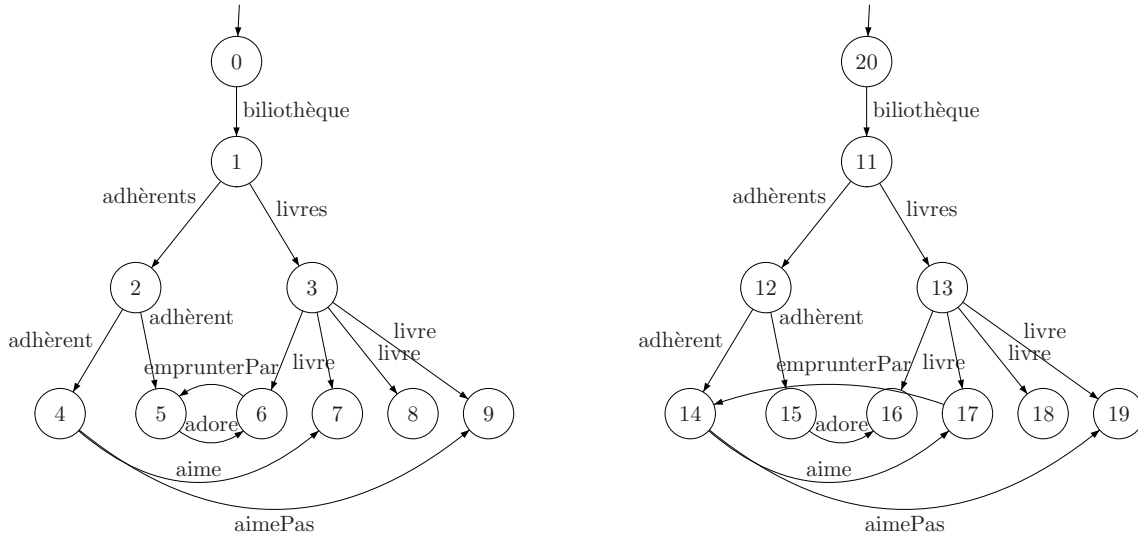 0 20
biliothèque biliothèque
1 11
adhèrents livres adhèrents livres
2 3 12 13
adhèrent adhèrent livre adhèrent adhèrent livre
livre livre
emprunterPar livre emprunterPar livre
4 5 6 7 8 9 14 15 16 17 18 19
adore adore
aime aime
aimePas aimePas